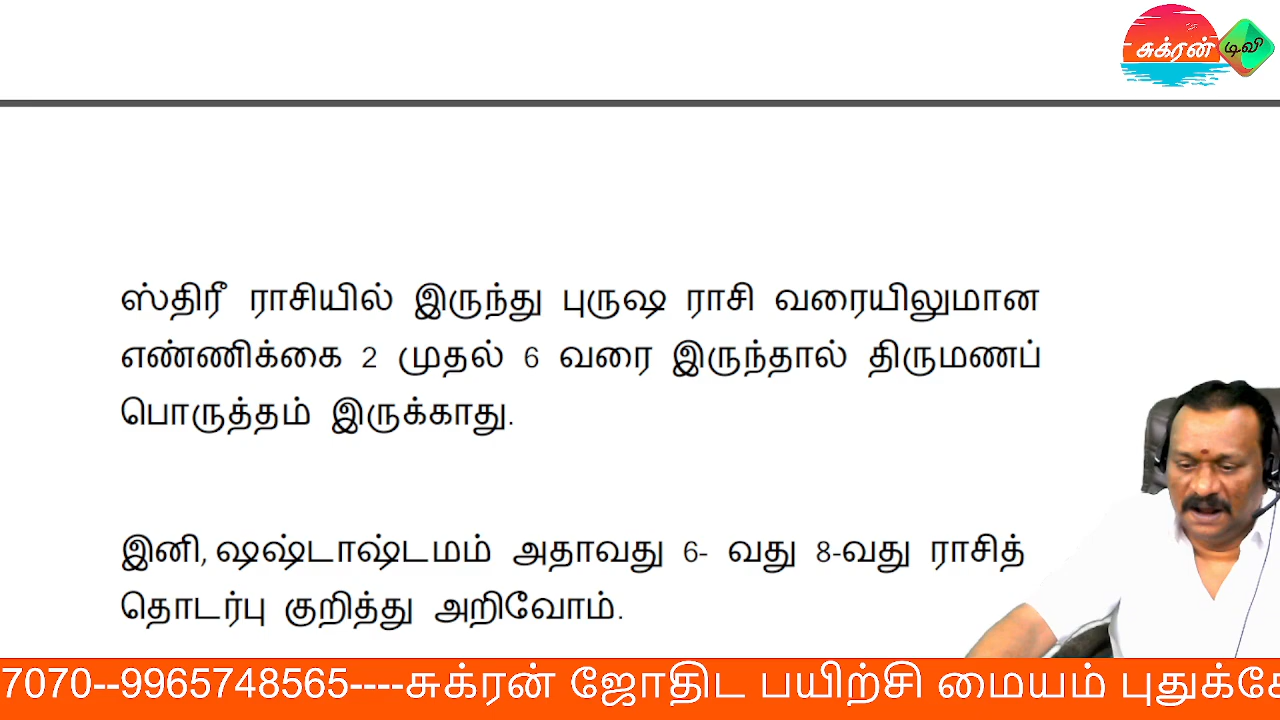 சுக்ரன் டிவி
ஸ்திரீ ராசியில் இருந்து புருஷ ராசி வரையிலுமான
எண்ணிக்கை 2 முதல் 6 வரை இருந்தால் திருமணப்
பொருத்தம் இருக்காது.
இனி, ஷஷ்டாஷ்டமம் அதாவது 6- வது 8-வது ராசித்
தொடர்பு குறித்து அறிவோம்.
7070--9965748565----சுக்ரன் ஜோதிட பயிற்சி மையம் புதுக்கே